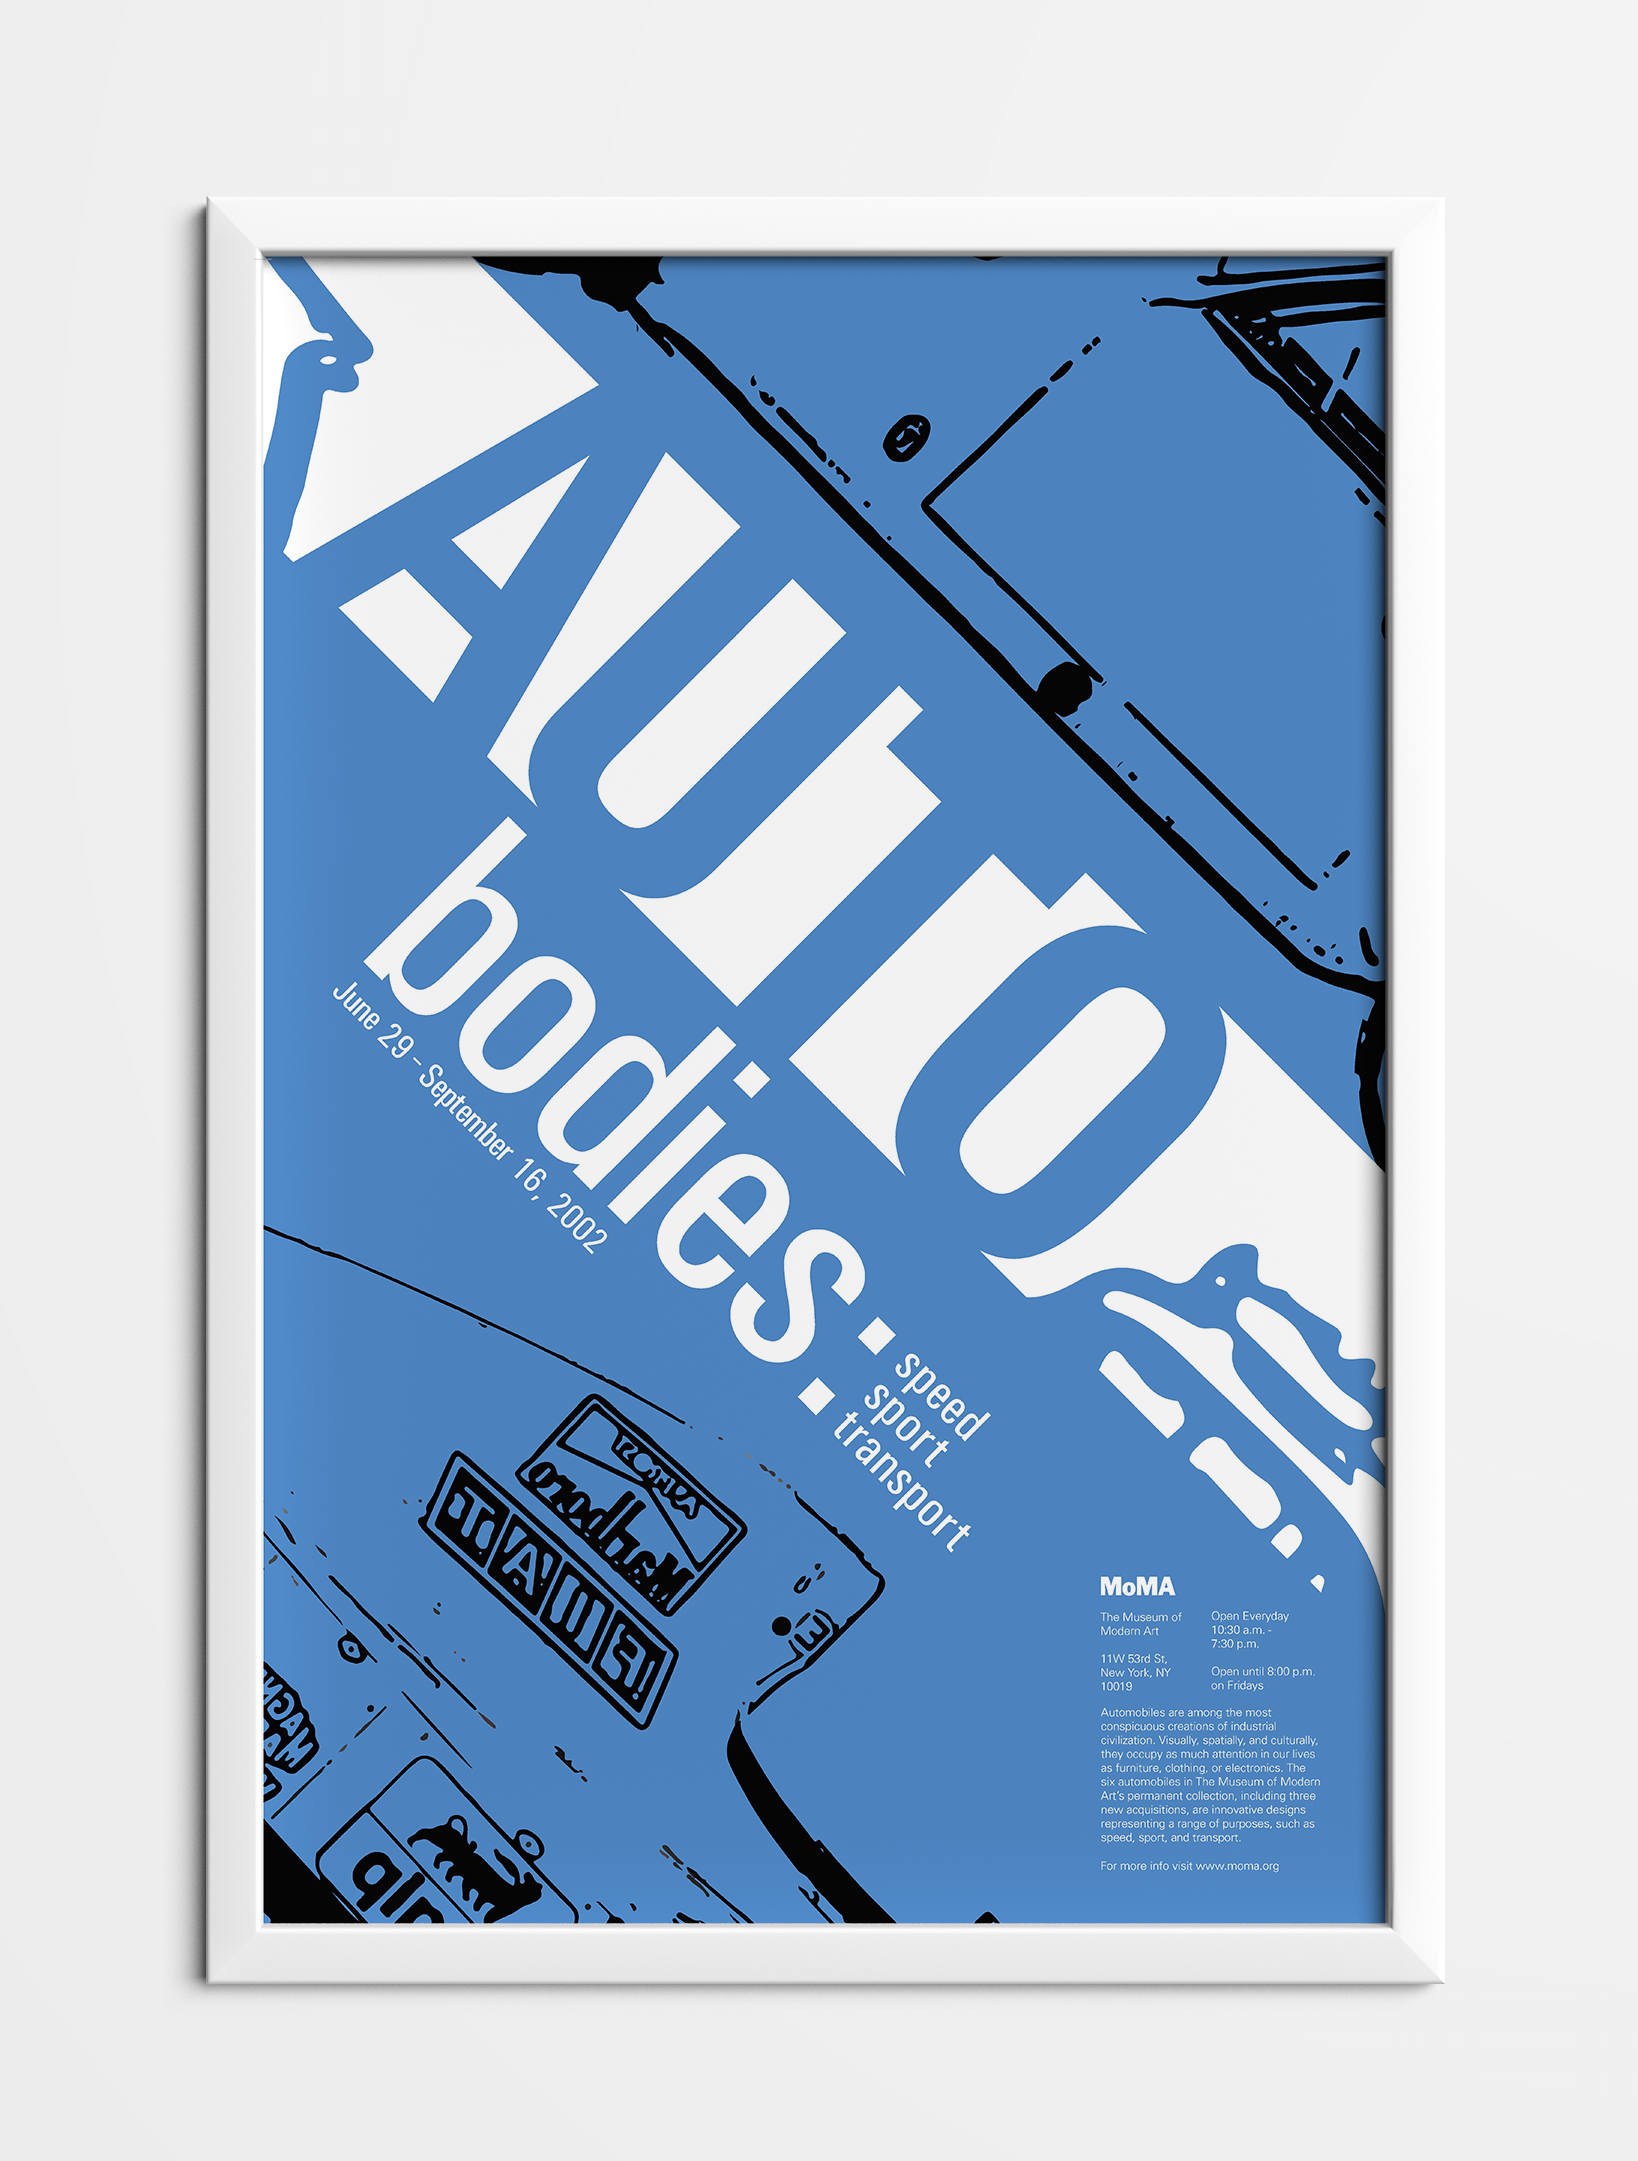 AUTO
bodies
June 29 – September 16, 2002
speed
sport
transport
KONI
Marlboro
MoMA
The Museum of
Modern Art
11W 53rd St,
New York, NY
10019
Open Everyday
10:30 a.m. -
7:30 p.m.
Open until 8:00 p.m.
on Fridays
Automobiles are among the most
conspicuous creations of industrial
civilization. Visually, spatially, and culturally,
they occupy as much attention in our lives
as furniture, clothing, or electronics. The
six automobiles in The Museum of Modern
Art's permanent collection, including three
new acquisitions, are innovative designs
representing a range of purposes, such as
speed, sport, and transport.
For more info visit www.moma.org